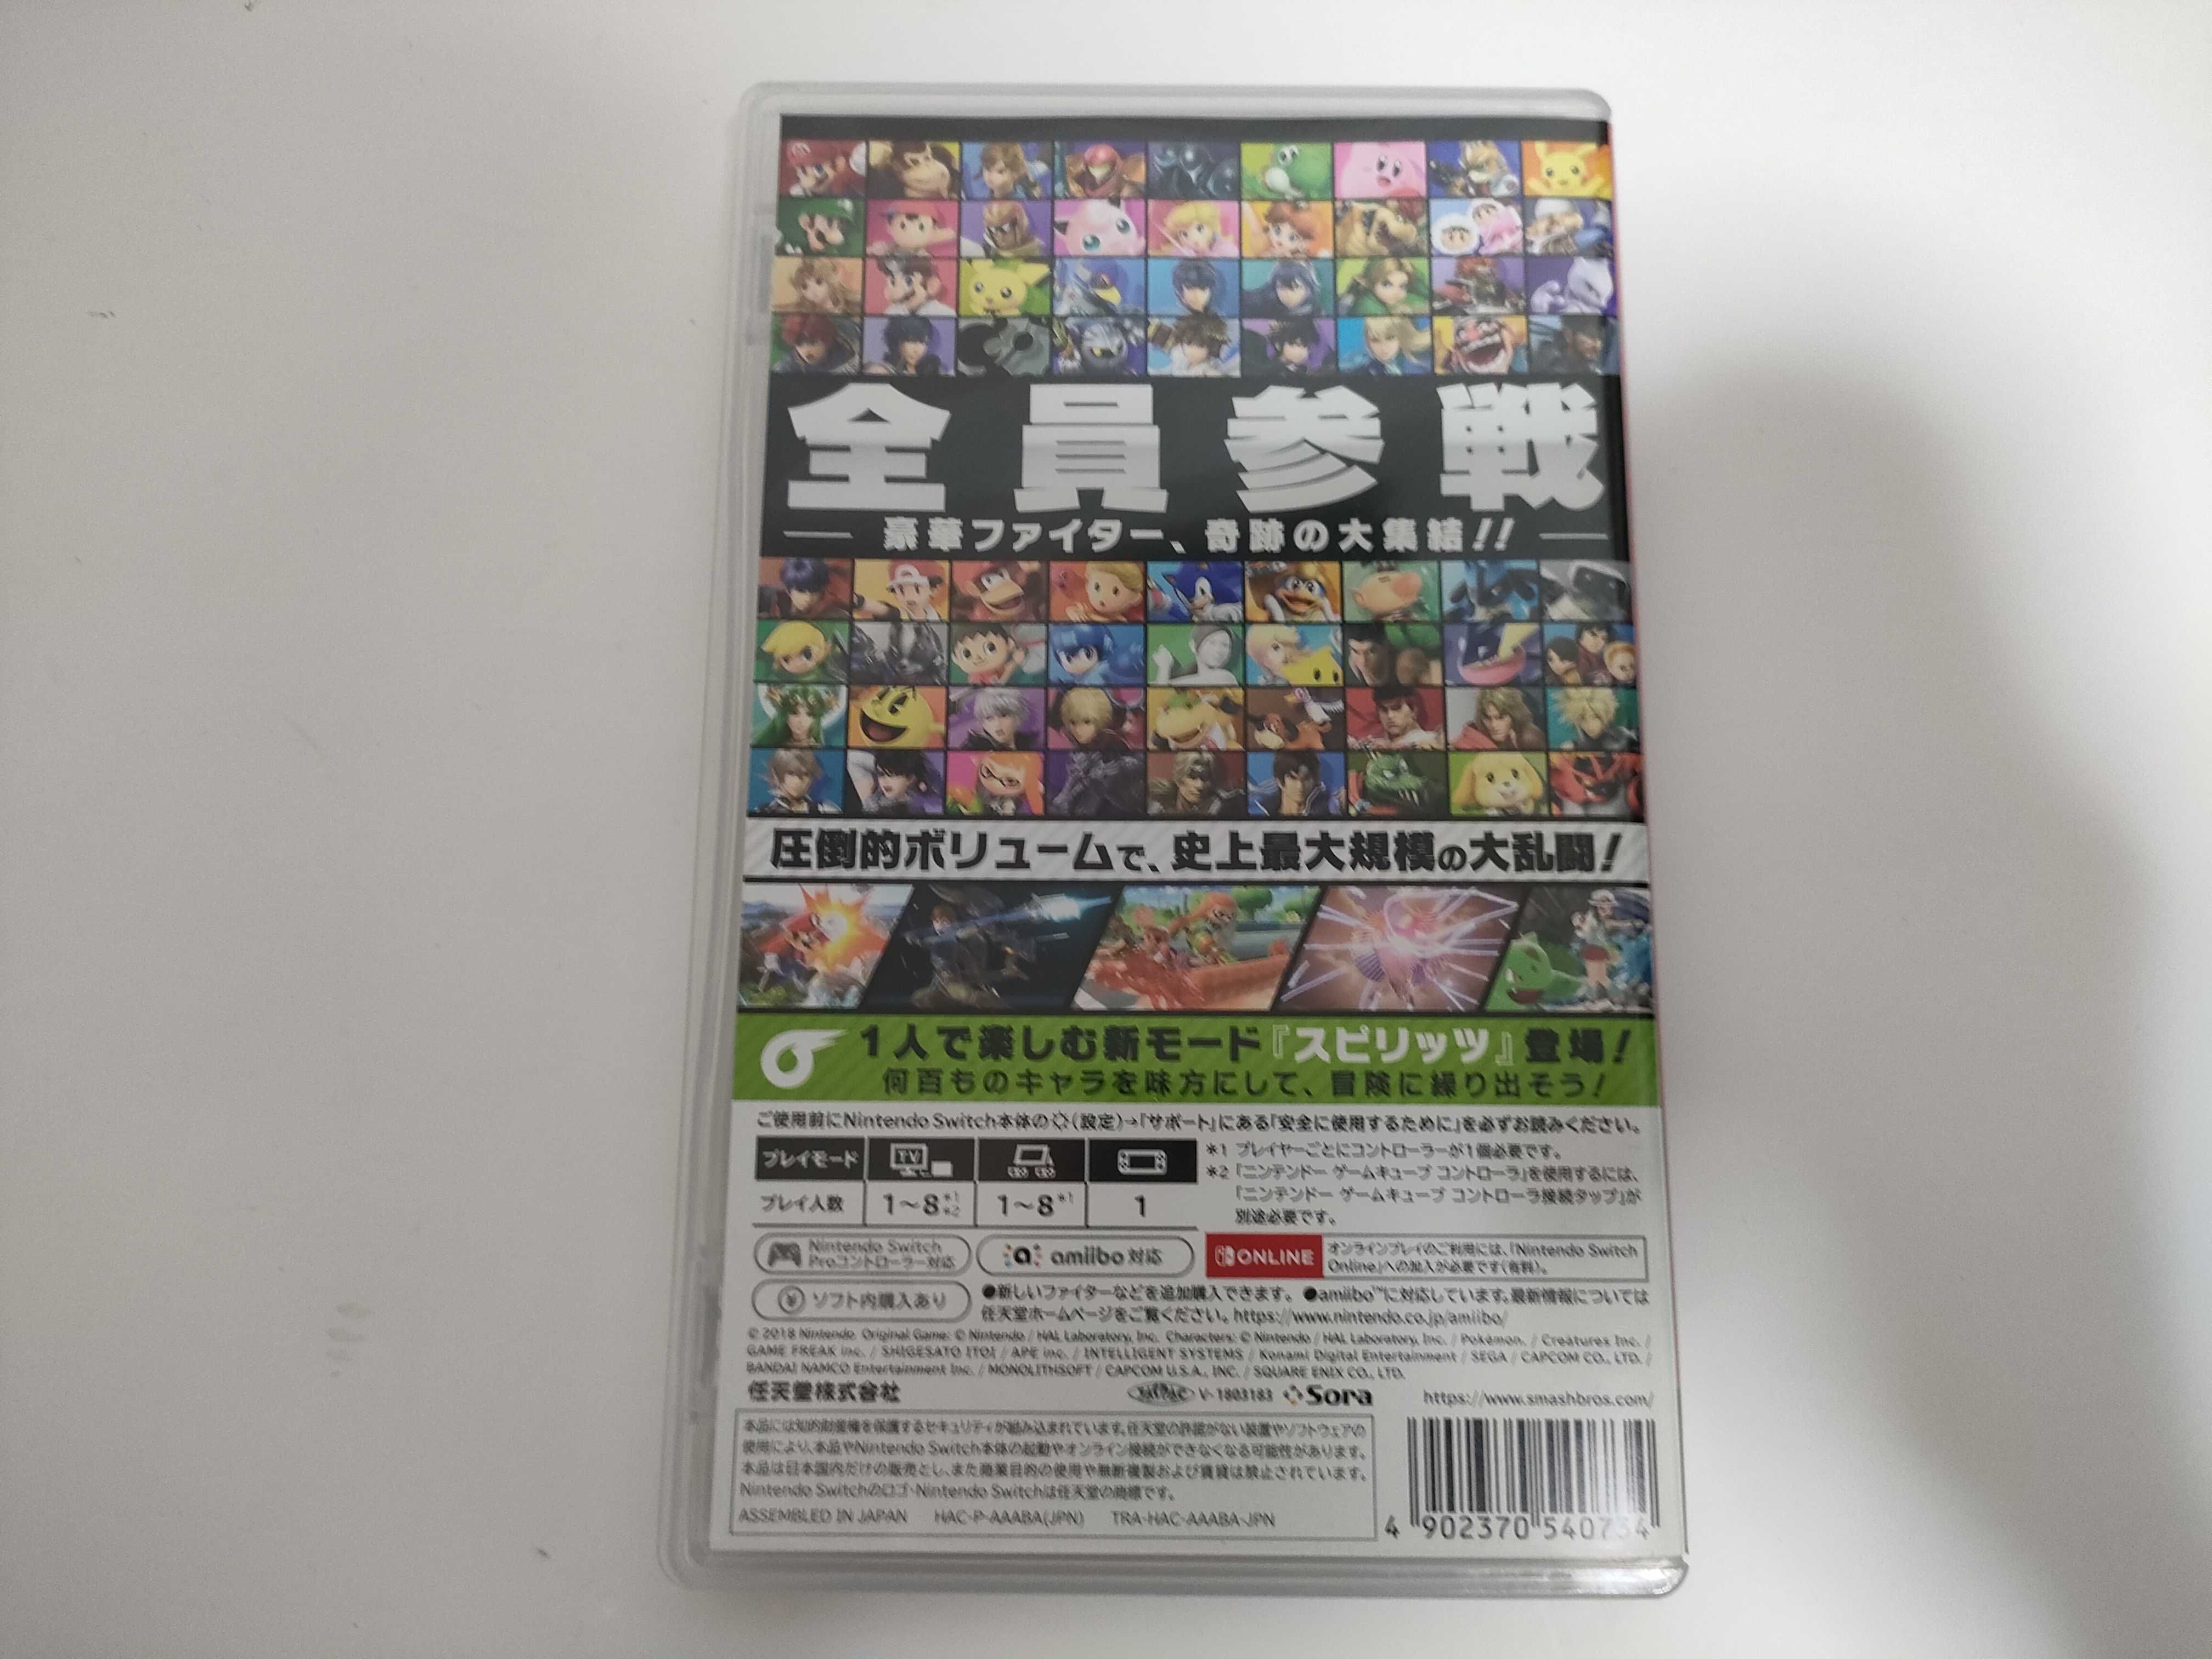 全員参戦
豪華ファイター、奇跡の大集結!!
圧倒的ボリュームで、史上最大規模の大乱闘!
1人で楽しむ新モード『スピリッツ』登場!
何百ものキャラを味方にして、冒険に繰り出そう!
ご使用前にNintendo Switch本体の(設定)→「サポート」にある「安全に使用するために」を必ずお読みください。
プレイモード TV
プレイ人数 1～8 *1 *2 1～8 *1 1
*1 プレイヤーごとにコントローラーが1個必要です。
*2 「ニンテンドー ゲームキューブ コントローラ」を使用するには、
「ニンテンドー ゲームキューブ コントローラ接続タップ」が
別途必要です。
Nintendo Switch
Proコントローラー対応
amiibo 対応
ONLINE
オンラインプレイのご利用には、「Nintendo Switch
Online」への加入が必要です(有料)。
ソフト内購入あり
●新しいファイターなどを追加購入できます。 ●amiibo™に対応しています。最新情報については
任天堂ホームページをご覧ください。https://www.nintendo.co.jp/amiibo/
© 2018 Nintendo. Original Game: © Nintendo / HAL Laboratory, Inc. Characters: © Nintendo / HAL Laboratory, Inc. / Pokémon. / Creatures Inc. /
GAME FREAK inc. / SHIGESATO ITOI / APE inc. / INTELLIGENT SYSTEMS / Konami Digital Entertainment / SEGA / CAPCOM CO., LTD. /
BANDAI NAMCO Entertainment Inc. / MONOLITHSOFT / CAPCOM U.S.A., INC. / SQUARE ENIX CO., LTD.
任天堂株式会社 V-1803183 Sora https://www.smashbros.com/
本品には知的財産権を保護するセキュリティが組み込まれています。任天堂の許諾がない装置やソフトウェアの
使用により、本品やNintendo Switch本体の起動やオンライン接続ができなくなる可能性があります。
本品は日本国内だけの販売とし、また商業目的の使用や無断複製および賃貸は禁止されています。
Nintendo Switchのロゴ・Nintendo Switchは任天堂の商標です。
ASSEMBLED IN JAPAN HAC-P-AAABA(JPN) TRA-HAC-AAABA-JPN
4 902370 540734